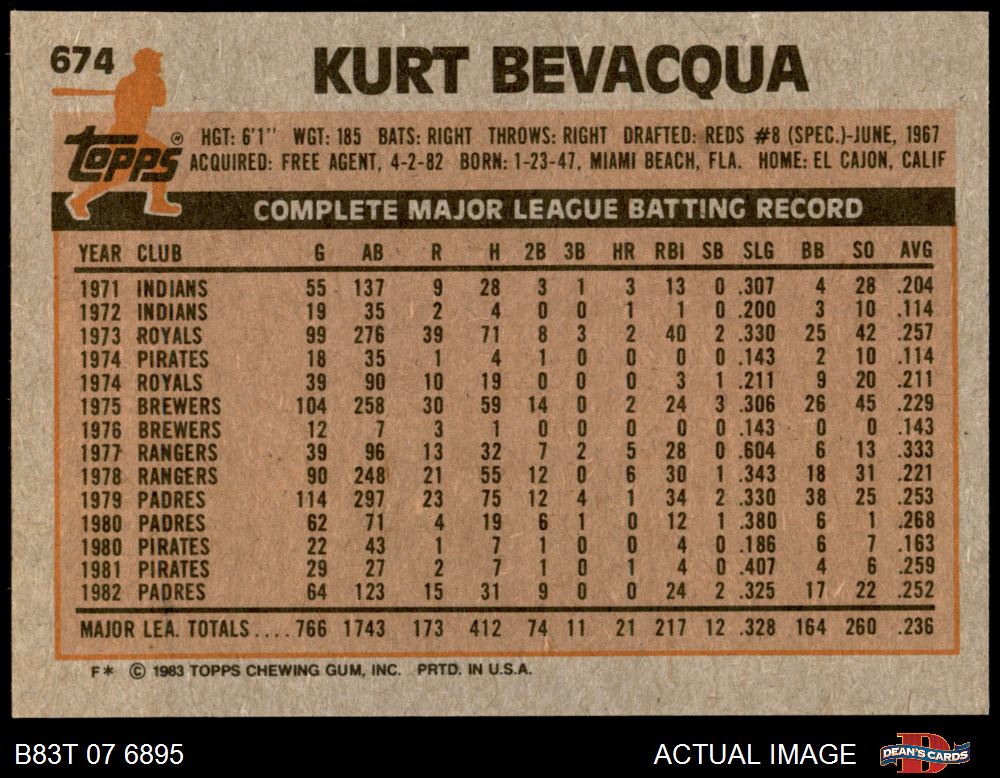 674
KURT BEVACQUA
topps®
HGT: 6'1'' WGT: 185 BATS: RIGHT THROWS: RIGHT DRAFTED: REDS #8 (SPEC.)-JUNE, 1967
ACQUIRED: FREE AGENT, 4-2-82 BORN: 1-23-47, MIAMI BEACH, FLA. HOME: EL CAJON, CALIF
COMPLETE MAJOR LEAGUE BATTING RECORD
YEAR CLUB G AB R H 2B 3B HR RBI SB SLG BB SO AVG
1971 INDIANS 55 137 9 28 3 1 3 13 0 .307 4 28 .204
1972 INDIANS 19 35 2 4 0 0 1 1 0 .200 3 10 .114
1973 ROYALS 99 276 39 71 8 3 2 40 2 .330 25 42 .257
1974 PIRATES 18 35 1 4 1 0 0 0 0 .143 2 10 .114
1974 ROYALS 39 90 10 19 0 0 0 3 1 .211 9 20 .211
1975 BREWERS 104 258 30 59 14 0 2 24 3 .306 26 45 .229
1976 BREWERS 12 7 3 1 0 0 0 0 0 .143 0 0 .143
1977 RANGERS 39 96 13 32 7 2 5 28 0 .604 6 13 .333
1978 RANGERS 90 248 21 55 12 0 6 30 1 .343 18 31 .221
1979 PADRES 114 297 23 75 12 4 1 34 2 .330 38 25 .253
1980 PADRES 62 71 4 19 6 1 0 12 1 .380 6 1 .268
1980 PIRATES 22 43 1 7 1 0 0 4 0 .186 6 7 .163
1981 PIRATES 29 27 2 7 1 0 1 4 0 .407 4 6 .259
1982 PADRES 64 123 15 31 9 0 0 24 2 .325 17 22 .252
MAJOR LEA. TOTALS....766 1743 173 412 74 11 21 217 12 .328 164 260 .236
F* © 1983 TOPPS CHEWING GUM, INC. PRTD. IN U.S.A.
B83T 07 6895
ACTUAL IMAGE
D
DEAN'S CARDS